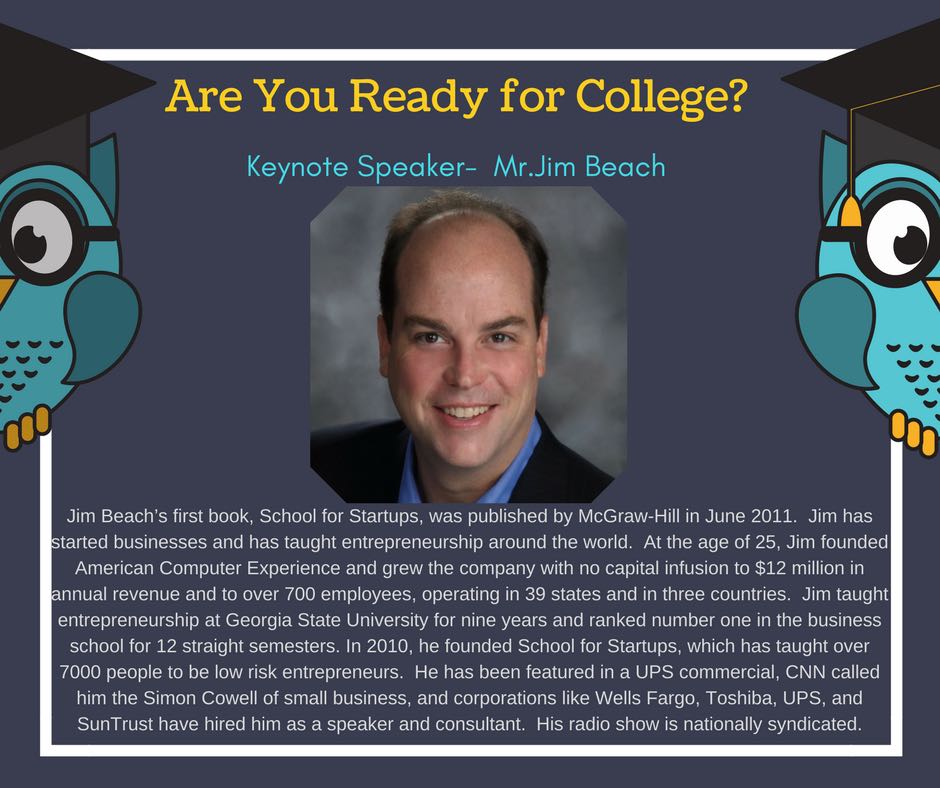 Are You Ready for College?
Keynote Speaker-  Mr.Jim Beach
Jim Beach’s first book, School for Startups, was published by McGraw-Hill in June 2011.  Jim has
started businesses and has taught entrepreneurship around the world.  At the age of 25, Jim founded
American Computer Experience and grew the company with no capital infusion to $12 million in
annual revenue and to over 700 employees, operating in 39 states and in three countries.  Jim taught
entrepreneurship at Georgia State University for nine years and ranked number one in the business
school for 12 straight semesters. In 2010, he founded School for Startups, which has taught over
7000 people to be low risk entrepreneurs.  He has been featured in a UPS commercial, CNN called
him the Simon Cowell of small business, and corporations like Wells Fargo, Toshiba, UPS, and
SunTrust have hired him as a speaker and consultant.  His radio show is nationally syndicated.